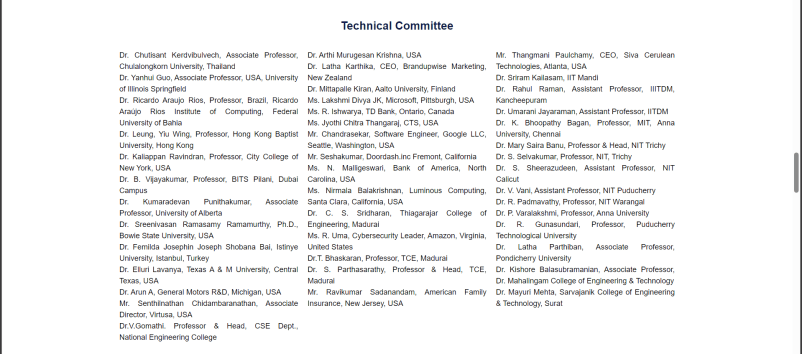 Technical Committee
Dr. Chutisant Kerdvibulvech, Associate Professor,
Chulalongkorn University, Thailand
Dr. Yanhui Guo, Associate Professor, USA, University
of Illinois Springfield
Dr. Ricardo Araujo Rios, Professor, Brazil, Ricardo
Araújo Rios Institute of Computing, Federal
University of Bahia
Dr. Leung, Yiu Wing, Professor, Hong Kong Baptist
University, Hong Kong
Dr. Kaliappan Ravindran, Professor, City College of
New York, USA
Dr. B. Vijayakumar, Professor, BITS Pilani, Dubai
Campus
Dr. Kumaradevan Punithakumar, Associate
Professor, University of Alberta
Dr. Sreenivasan Ramasamy Ramamurthy, Ph.D.,
Bowie State University, USA
Dr. Femilda Josephin Joseph Shobana Bai, Istinye
University, Istanbul, Turkey
Dr. Elluri Lavanya, Texas A & M University, Central
Texas, USA
Dr. Arun A, General Motors R&D, Michigan, USA
Mr. Senthilnathan Chidambaranathan, Associate
Director, Virtusa, USA
Dr.V.Gomathi. Professor & Head, CSE Dept.,
National Engineering College
Dr. Arthi Murugesan Krishna, USA
Dr. Latha Karthika, CEO, Brandupwise Marketing,
New Zealand
Dr. Mittapalle Kiran, Aalto University, Finland
Ms. Lakshmi Divya JK, Microsoft, Pittsburgh, USA
Ms. R. Ishwarya, TD Bank, Ontario, Canada
Ms. Jyothi Chitra Thangaraj, CTS, USA
Mr. Chandrasekar, Software Engineer, Google LLC,
Seattle, Washington, USA
Mr. Seshakumar, Doordash.inc Fremont, California
Ms. N. Malligeswari, Bank of America, North
Carolina, USA
Ms. Nirmala Balakrishnan, Luminous Computing,
Santa Clara, California, USA
Dr. C. S. Sridharan, Thiagarajar College of
Engineering, Madurai
Ms. R. Uma, Cybersecurity Leader, Amazon, Virginia,
United States
Dr.T. Bhaskaran, Professor, TCE, Madurai
Dr. S. Parthasarathy, Professor & Head, TCE,
Madurai
Mr. Ravikumar Sadanandam, American Family
Insurance, New Jersey, USA
Mr. Thangmani Paulchamy, CEO, Siva Cerulean
Technologies, Atlanta, USA
Dr. Sriram Kailasam, IIT Mandi
Dr. Rahul Raman, Assistant Professor, IIITDM,
Kancheepuram
Dr. Umarani Jayaraman, Assistant Professor, IITDM
Dr. K. Bhoopathy Bagan, Professor, MIT, Anna
University, Chennai
Dr. Mary Saira Banu, Professor & Head, NIT Trichy
Dr. S. Selvakumar, Professor, NIT, Trichy
Dr. S. Sheerazudeen, Assistant Professor, NIT
Calicut
Dr. V. Vani, Assistant Professor, NIT Puducherry
Dr. R. Padmavathy, Professor, NIT Warangal
Dr. P. Varalakshmi, Professor, Anna University
Dr. R. Gunasundari, Professor, Puducherry
Technological University
Dr. Latha Parthiban, Associate Professor,
Pondicherry University
Dr. Kishore Balasubramanian, Associate Professor,
Dr. Mahalingam College of Engineering & Technology
Dr. Mayuri Mehta, Sarvajanik College of Engineering
& Technology, Surat